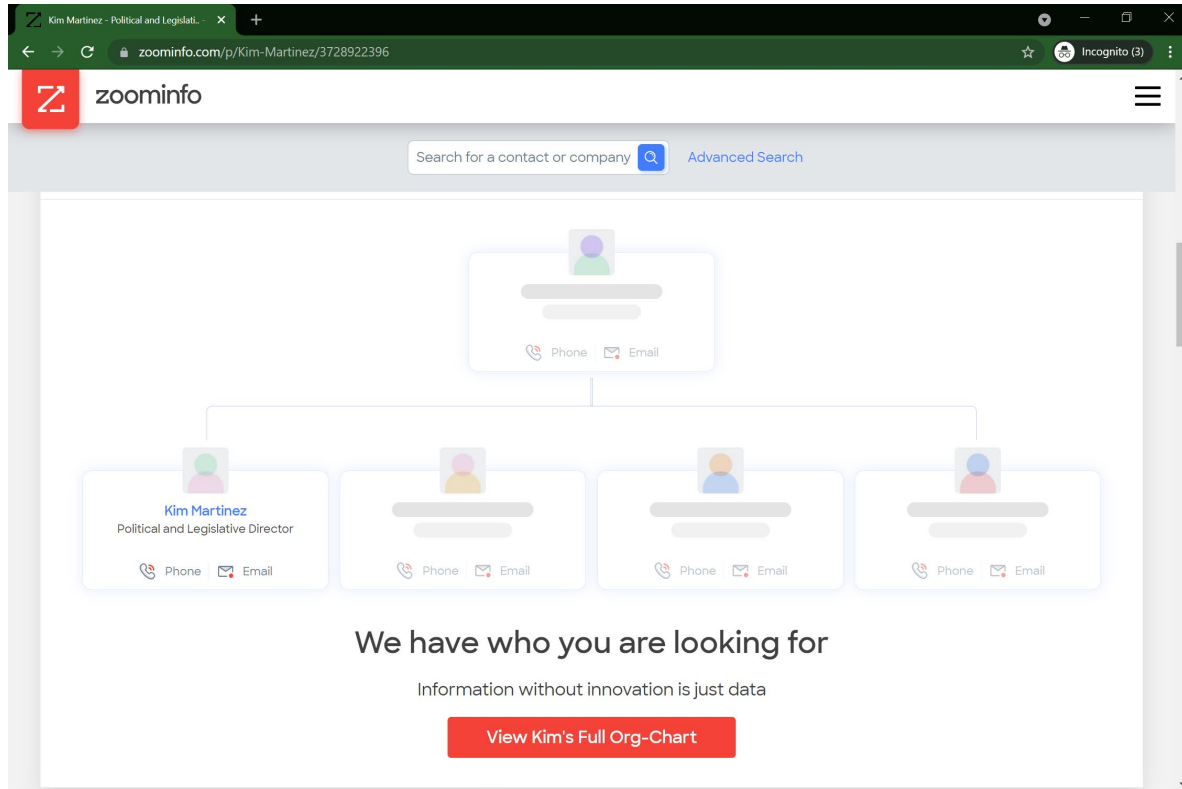 Kim Martinez - Political and Legislati.. -
zoominfo.com/p/Kim-Martinez/3728922396
Incognito (3)
zoominfo
Search for a contact or company
Advanced Search
Phone Email
Kim Martinez
Political and Legislative Director
Phone Email Phone Email Phone Email Phone Email
We have who you are looking for
Information without innovation is just data
View Kim's Full Org-Chart